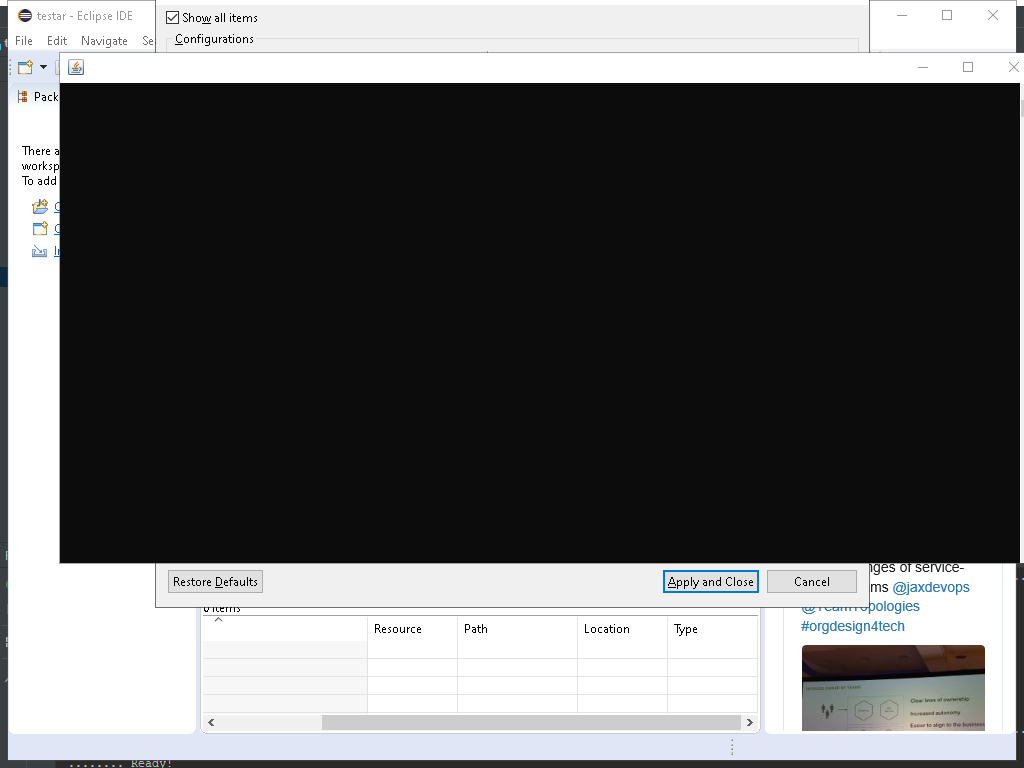 testar - Eclipse IDE
Show all items
File Edit Navigate Se
Configurations
Pack
There a
worksp
To add
Restore Defaults
Apply and Close
Cancel
nges of service-
ms @jaxdevops
@TeamTopologies
#orgdesign4tech
0 items
Resource Path Location Type
Clear lines of ownership
Increased autonomy
Easier to align to the business
........ Ready!